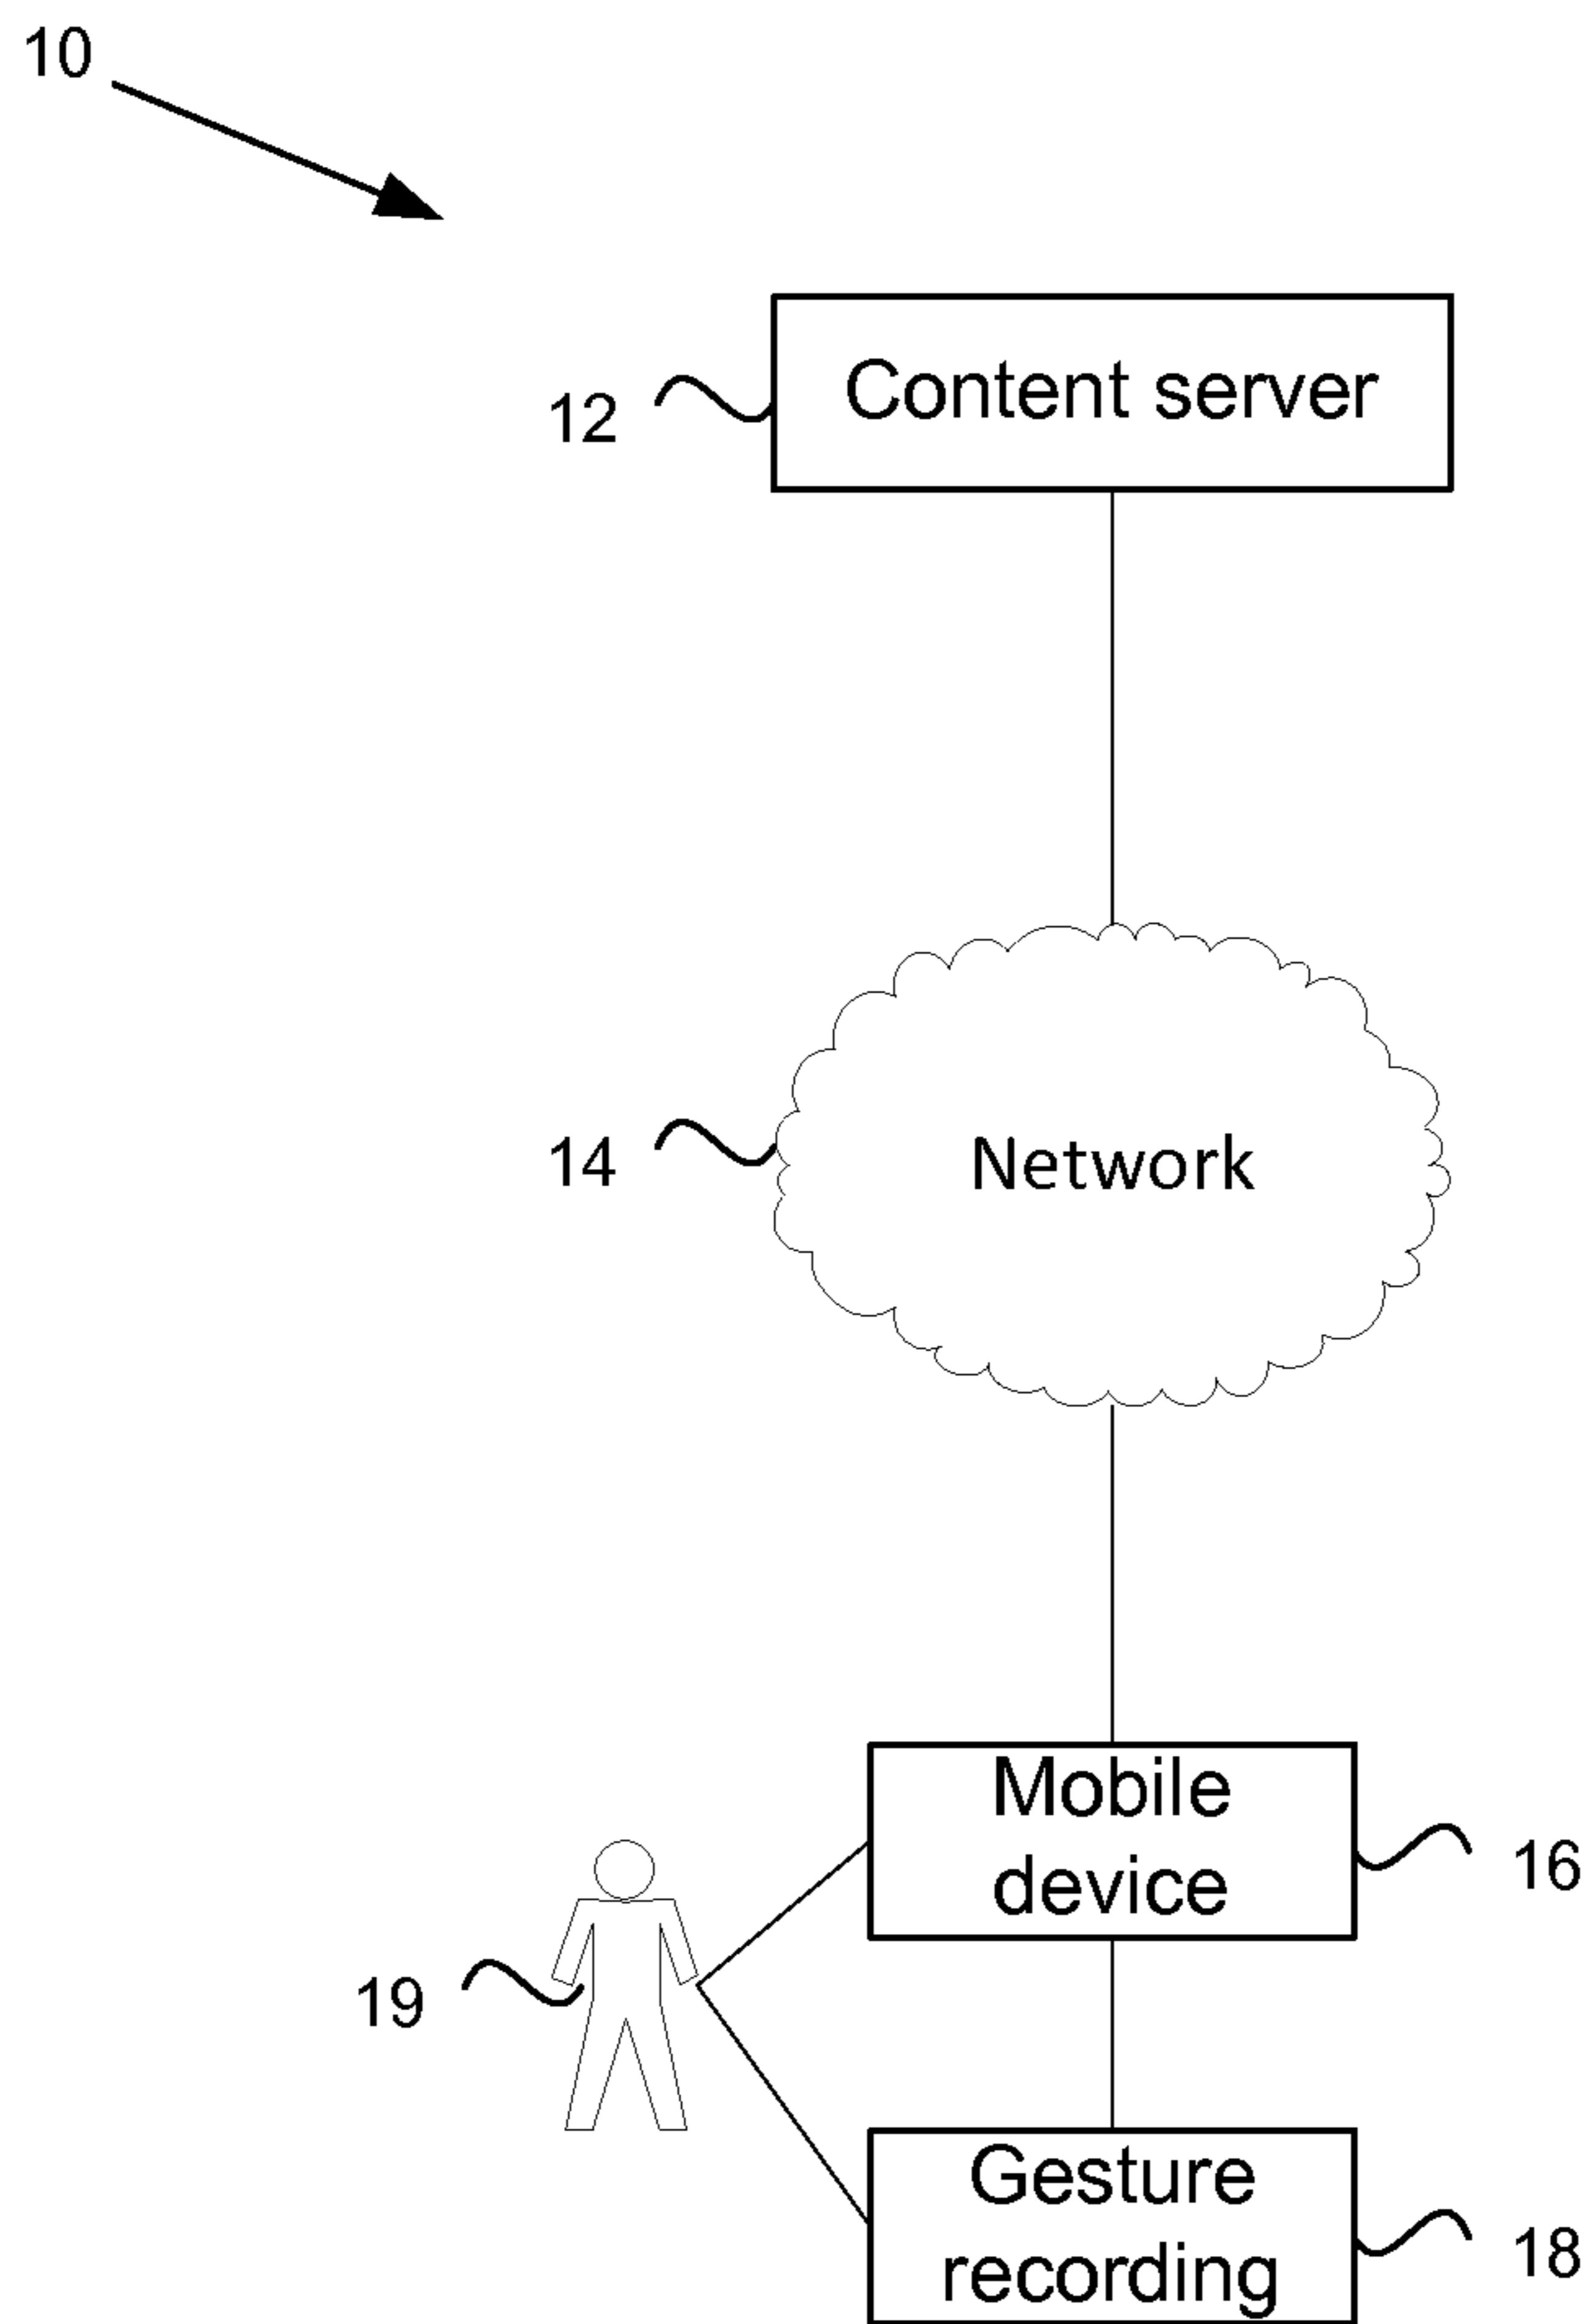 10
12
Content server
14
Network
Mobile
device
16
19
Gesture
recording
18